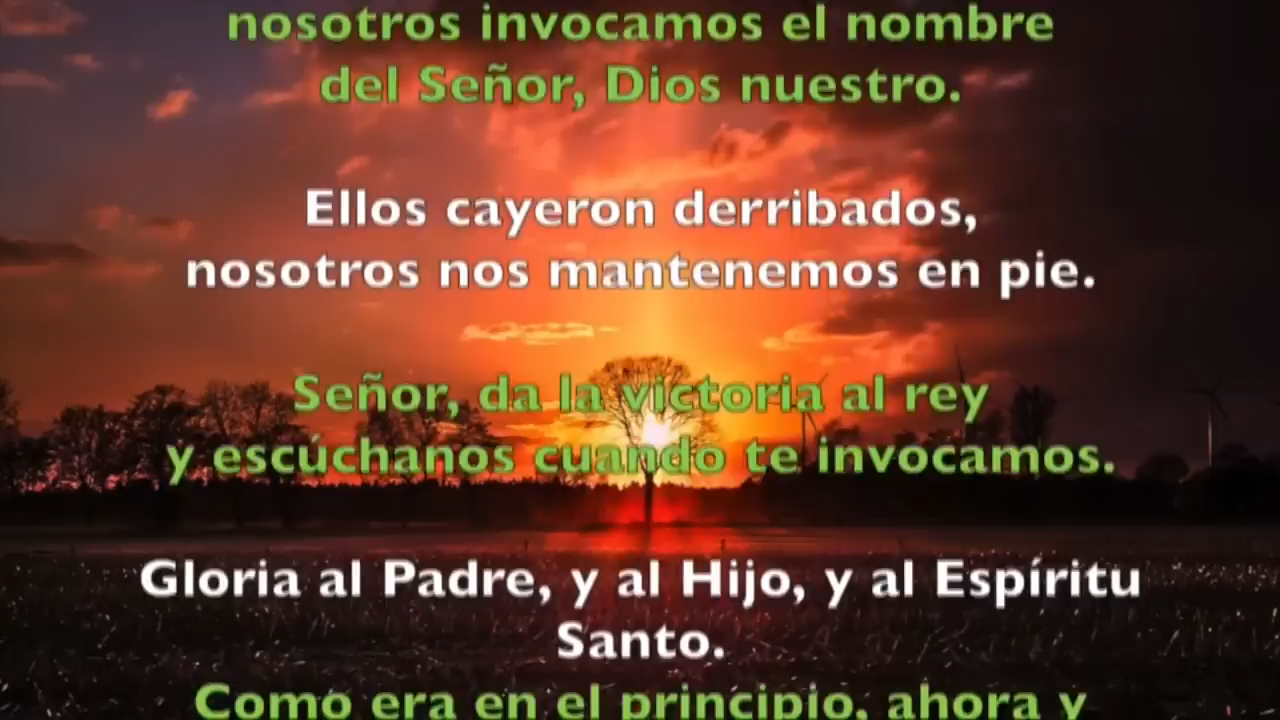 nosotros invocamos el nombre
del Señor, Dios nuestro.
Ellos cayeron derribados,
nosotros nos mantenemos en pie.
Señor, da la victoria al rey
y escúchanos cuando te invocamos.
Gloria al Padre, y al Hijo, y al Espíritu
Santo.
Como era en el principio, ahora y